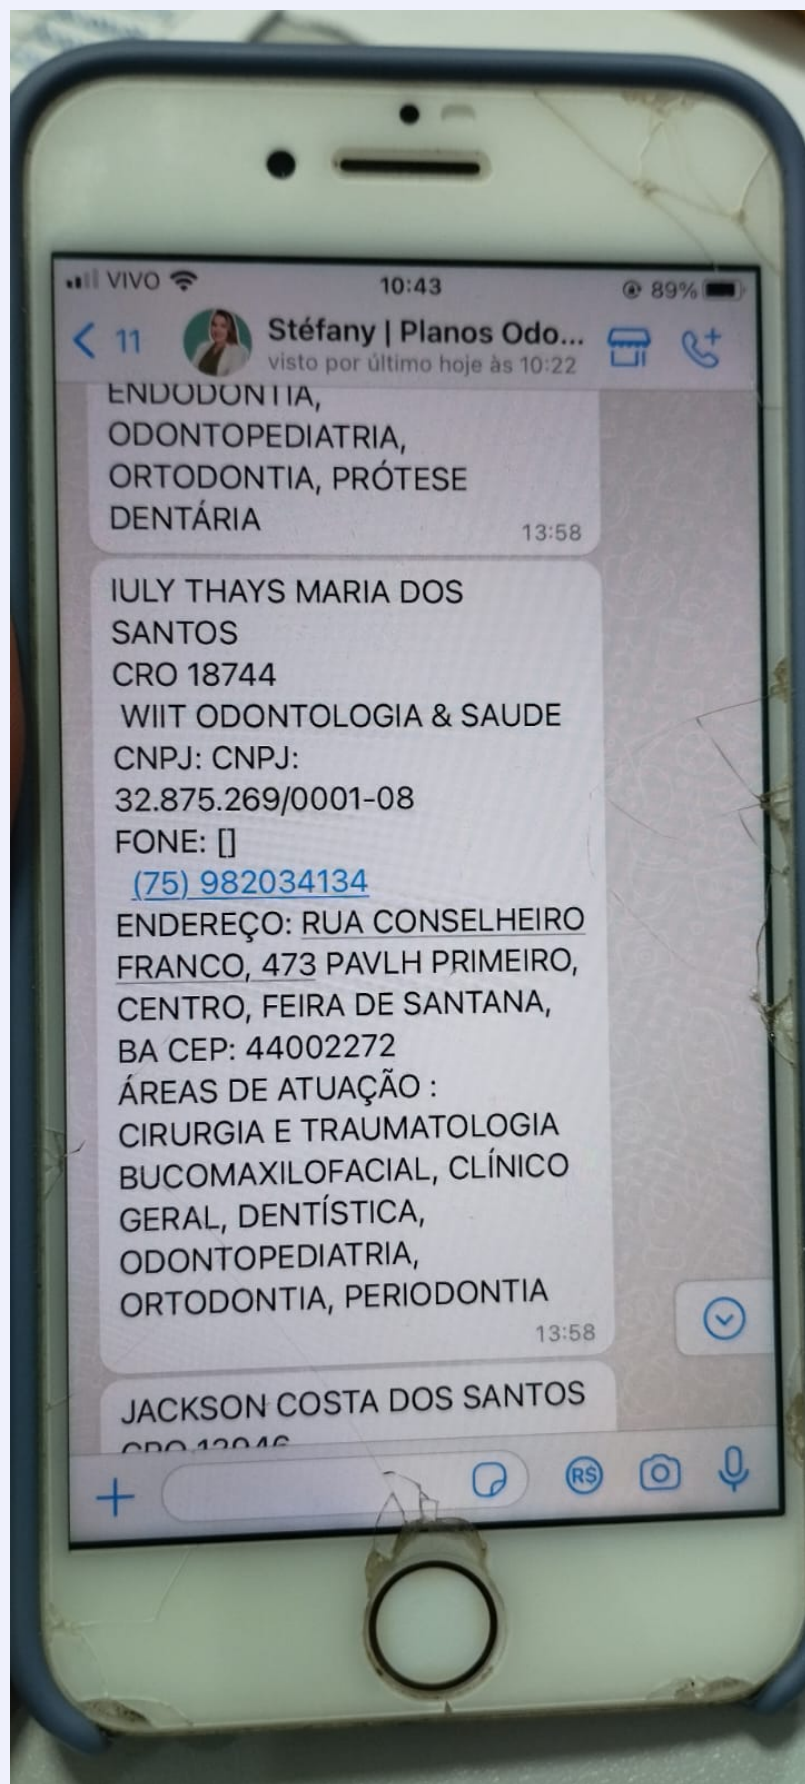 VIVO
10:43
89%
11
Stéfany | Planos Odo...
visto por último hoje às 10:22
ENDODONTIA,
ODONTOPEDIATRIA,
ORTODONTIA, PRÓTESE
DENTÁRIA
13:58
IULY THAYS MARIA DOS
SANTOS
CRO 18744
WIIT ODONTOLOGIA & SAUDE
CNPJ: CNPJ:
32.875.269/0001-08
FONE: []
(75) 982034134
ENDEREÇO: RUA CONSELHEIRO
FRANCO, 473 PAVLH PRIMEIRO,
CENTRO, FEIRA DE SANTANA,
BA CEP: 44002272
ÁREAS DE ATUAÇÃO :
CIRURGIA E TRAUMATOLOGIA
BUCOMAXILOFACIAL, CLÍNICO
GERAL, DENTÍSTICA,
ODONTOPEDIATRIA,
ORTODONTIA, PERIODONTIA
13:58
JACKSON COSTA DOS SANTOS
CRO
R$